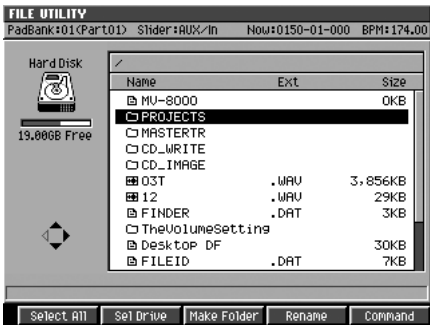 FILE UTILITY
PadBank:01(Part01) Slider:AUX/In Now:0150-01-000 BPM:174.00
Hard Disk
19.00GB Free
/
Name Ext Size
MV-8000 0KB
PROJECTS
MASTERTR
CD_WRITE
CD_IMAGE
03T .WAV 3,856KB
12 .WAV 29KB
FINDER .DAT 3KB
TheVolumeSetting
Desktop DF 30KB
FILEID .DAT 7KB
Select All Sel Drive Make Folder Rename Command